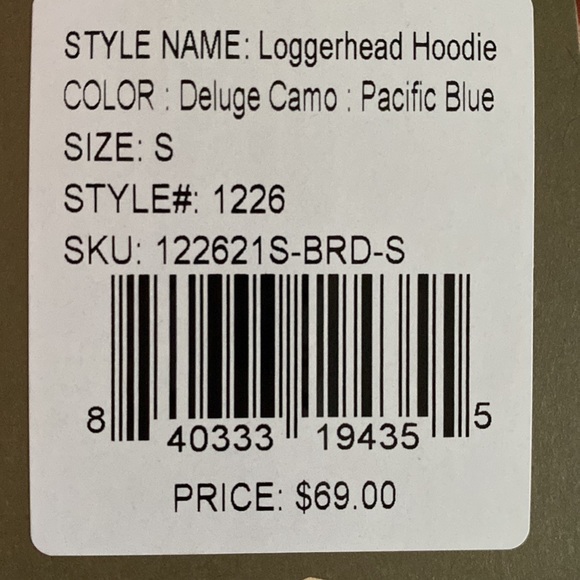 STYLE NAME: Loggerhead Hoodie
COLOR : Deluge Camo : Pacific Blue
SIZE: S
STYLE#: 1226
SKU: 122621S-BRD-S
8 40333 19435 5
PRICE: $69.00